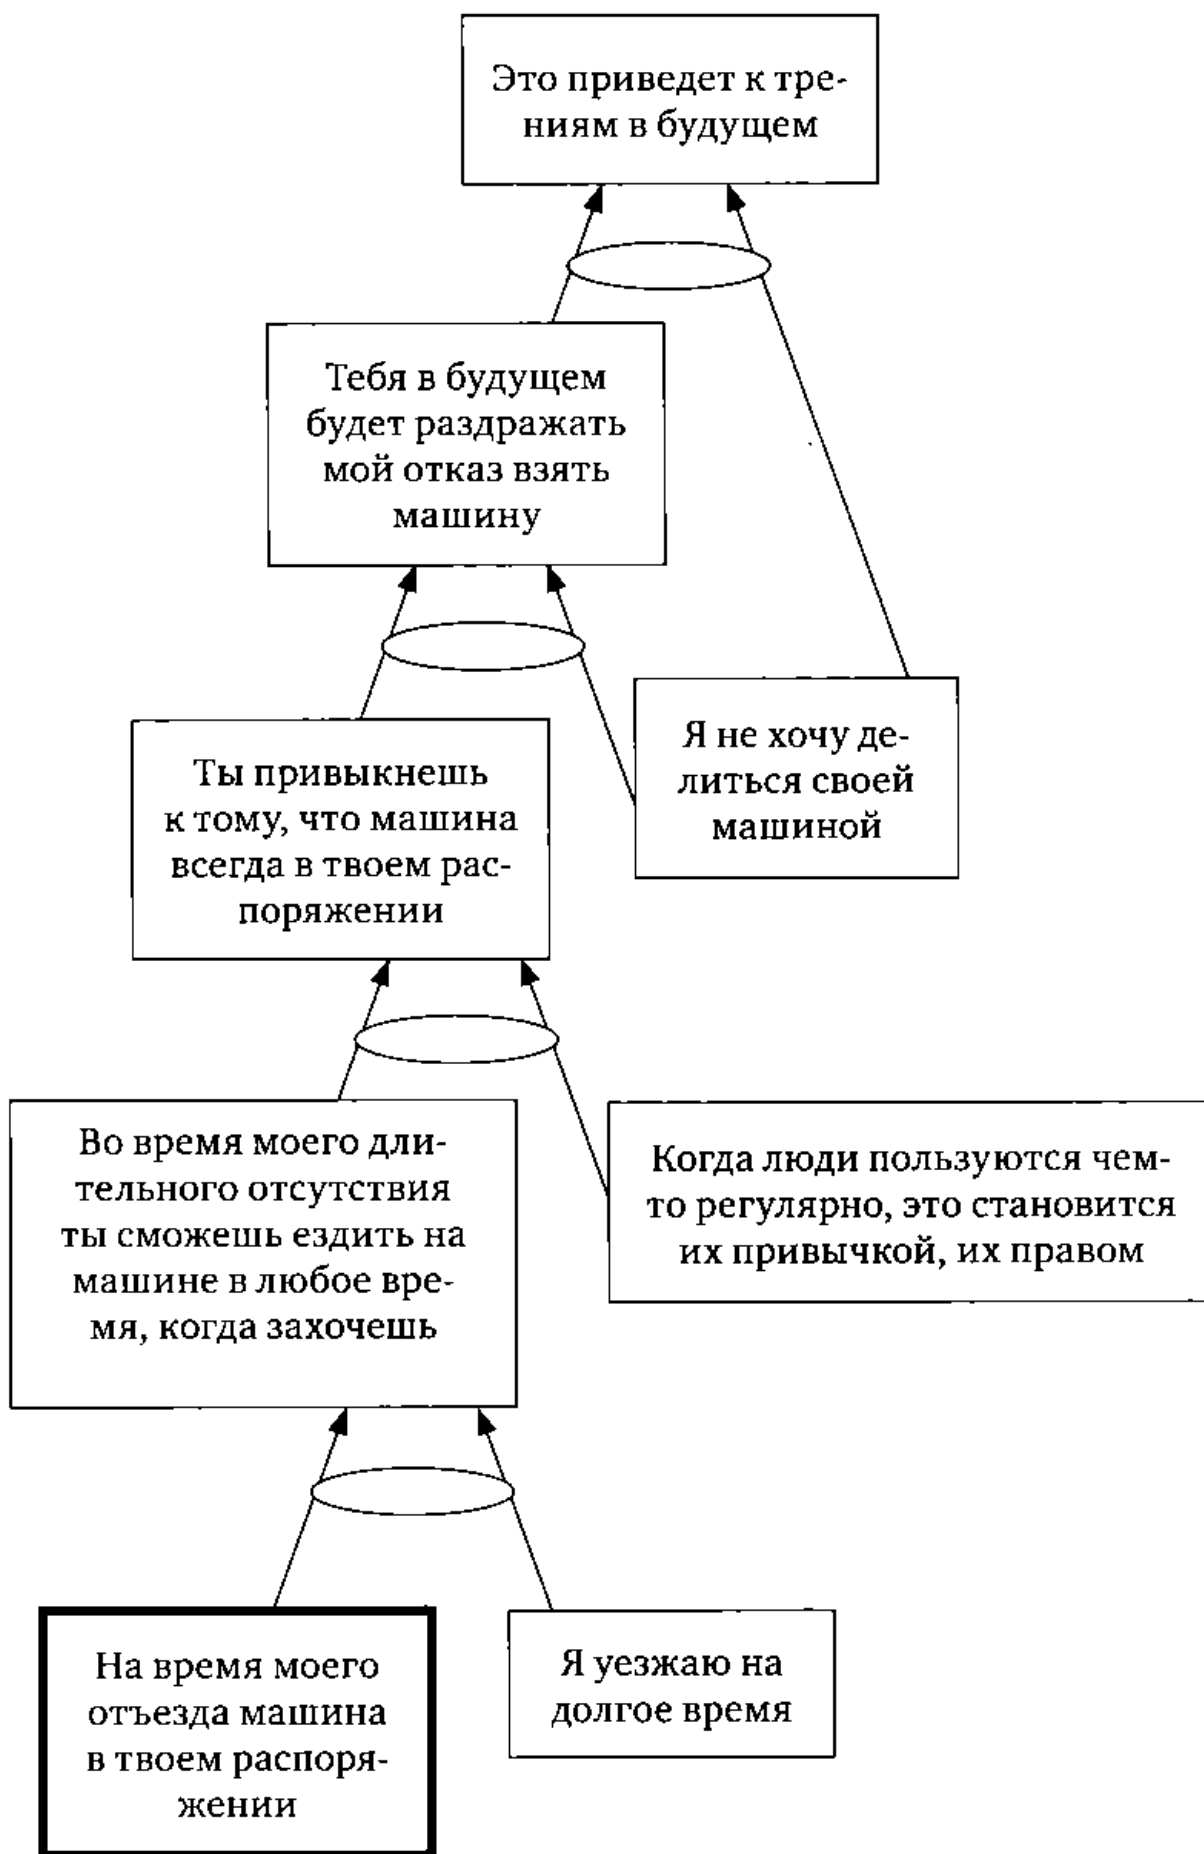 Это приведет к тре-
ниям в будущем
Тебя в будущем
будет раздражать
мой отказ взять
машину
Я не хочу де-
литься своей
машиной
Ты привыкнешь
к тому, что машина
всегда в твоем рас-
поряжении
Во время моего дли-
тельного отсутствия
ты сможешь ездить на
машине в любое вре-
мя, когда захочешь
Когда люди пользуются чем-
то регулярно, это становится
их привычкой, их правом
На время моего
отъезда машина
в твоем распоря-
жении
Я уезжаю на
долгое время